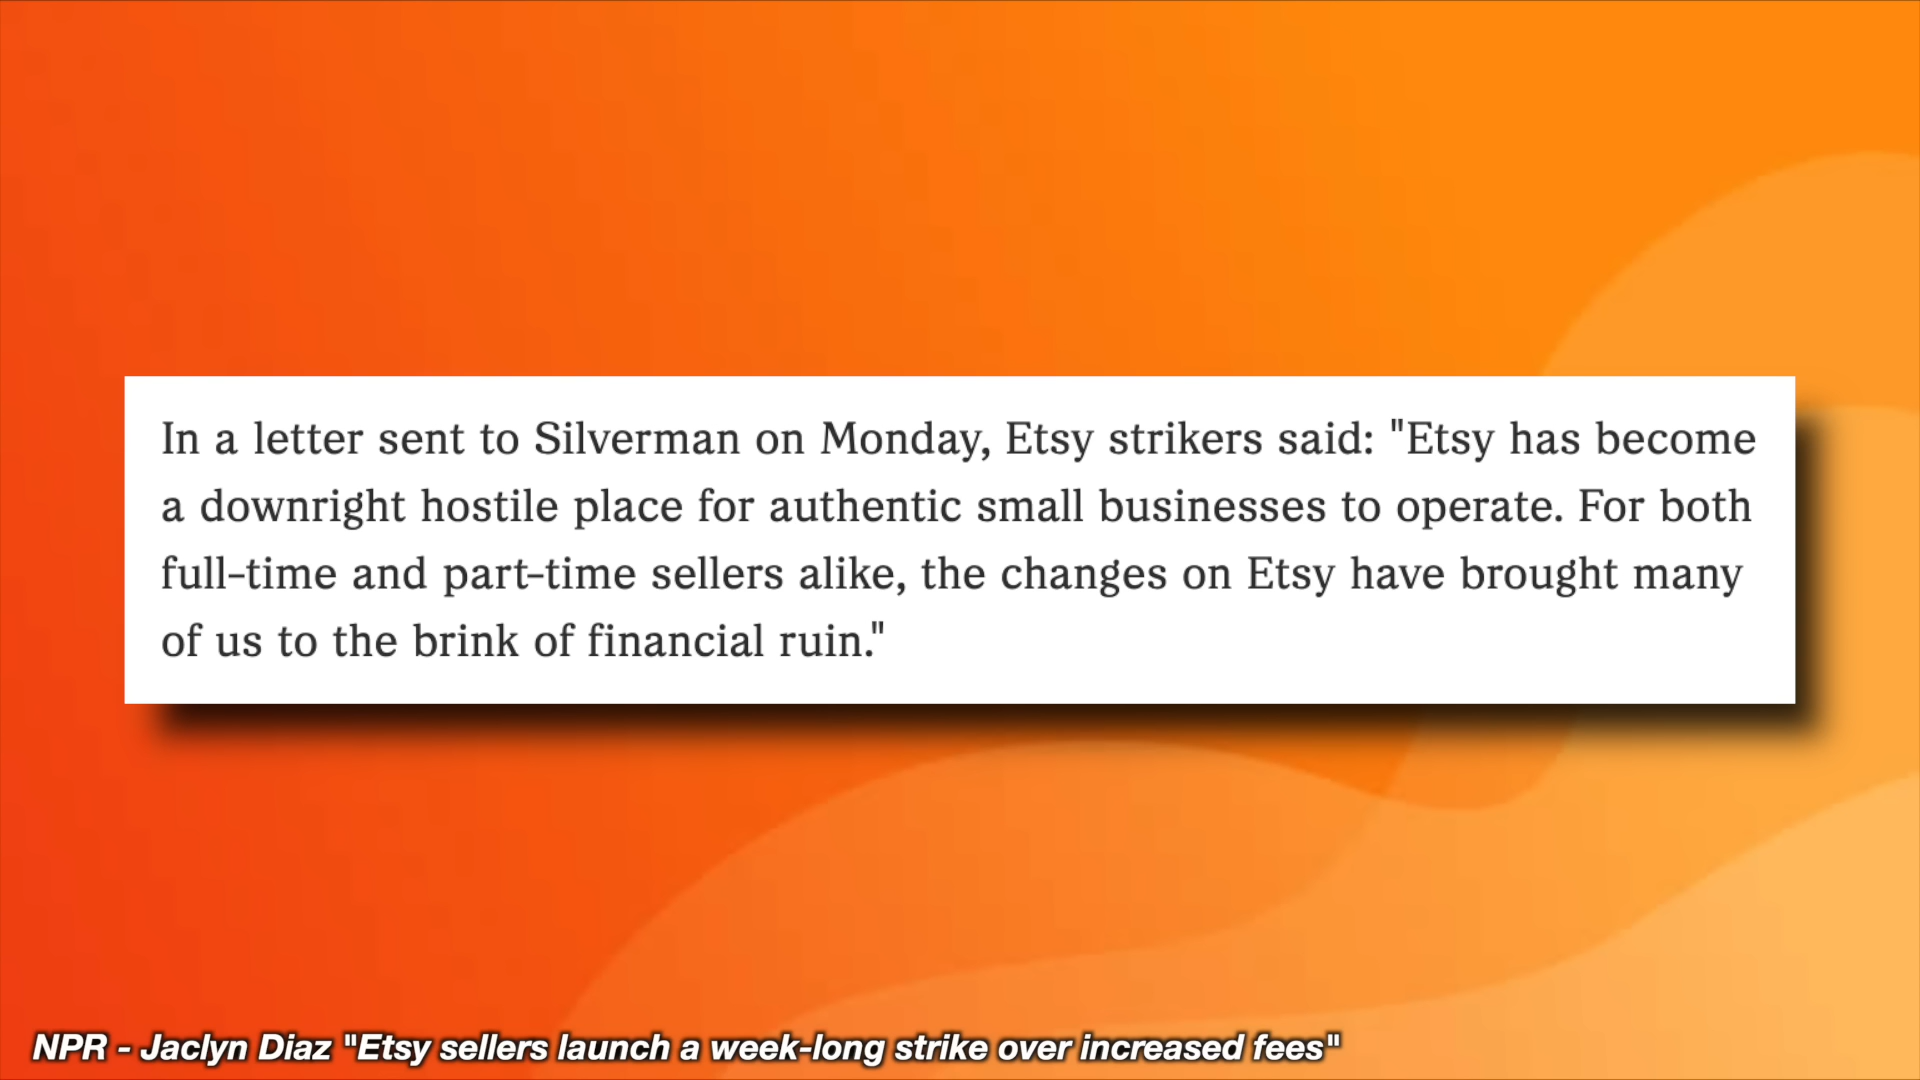 In a letter sent to Silverman on Monday, Etsy strikers said: "Etsy has become
a downright hostile place for authentic small businesses to operate. For both
full-time and part-time sellers alike, the changes on Etsy have brought many
of us to the brink of financial ruin."
NPR - Jaclyn Diaz "Etsy sellers launch a week-long strike over increased fees"